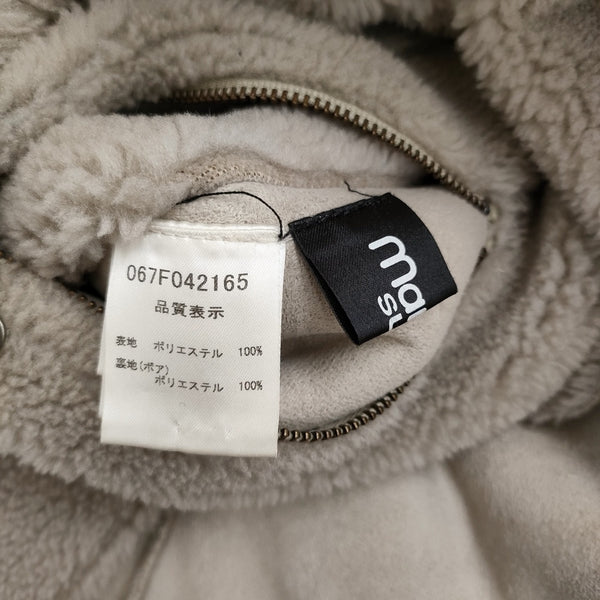 067F042165
品質表示
表地 ポリエステル 100%
裏地(ボア)
ポリエステル 100%